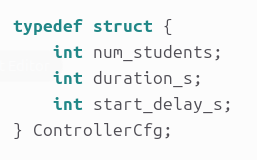 typedef struct {
    int num_students;
    int duration_s;
    int start_delay_s;
} ControllerCfg;